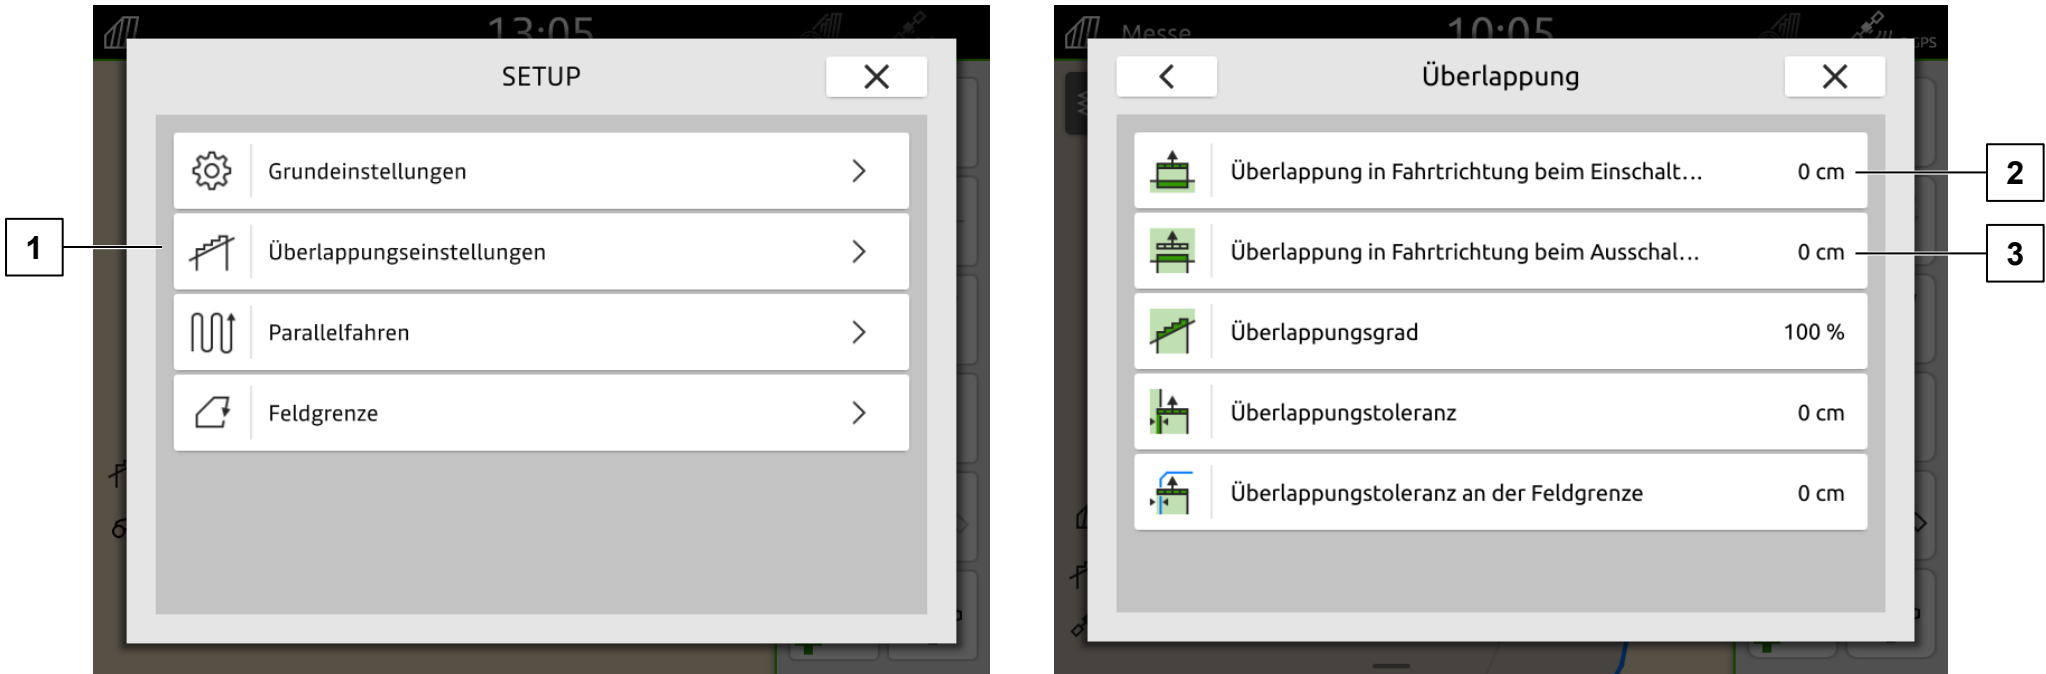 13:05
SETUP
Grundeinstellungen
Überlappungseinstellungen
Parallelfahren
Feldgrenze
1
Messe
10:05
GPS
Überlappung
Überlappung in Fahrtrichtung beim Einschalt... 0 cm
Überlappung in Fahrtrichtung beim Ausschal... 0 cm
Überlappungsgrad 100 %
Überlappungstoleranz 0 cm
Überlappungstoleranz an der Feldgrenze 0 cm
2
3